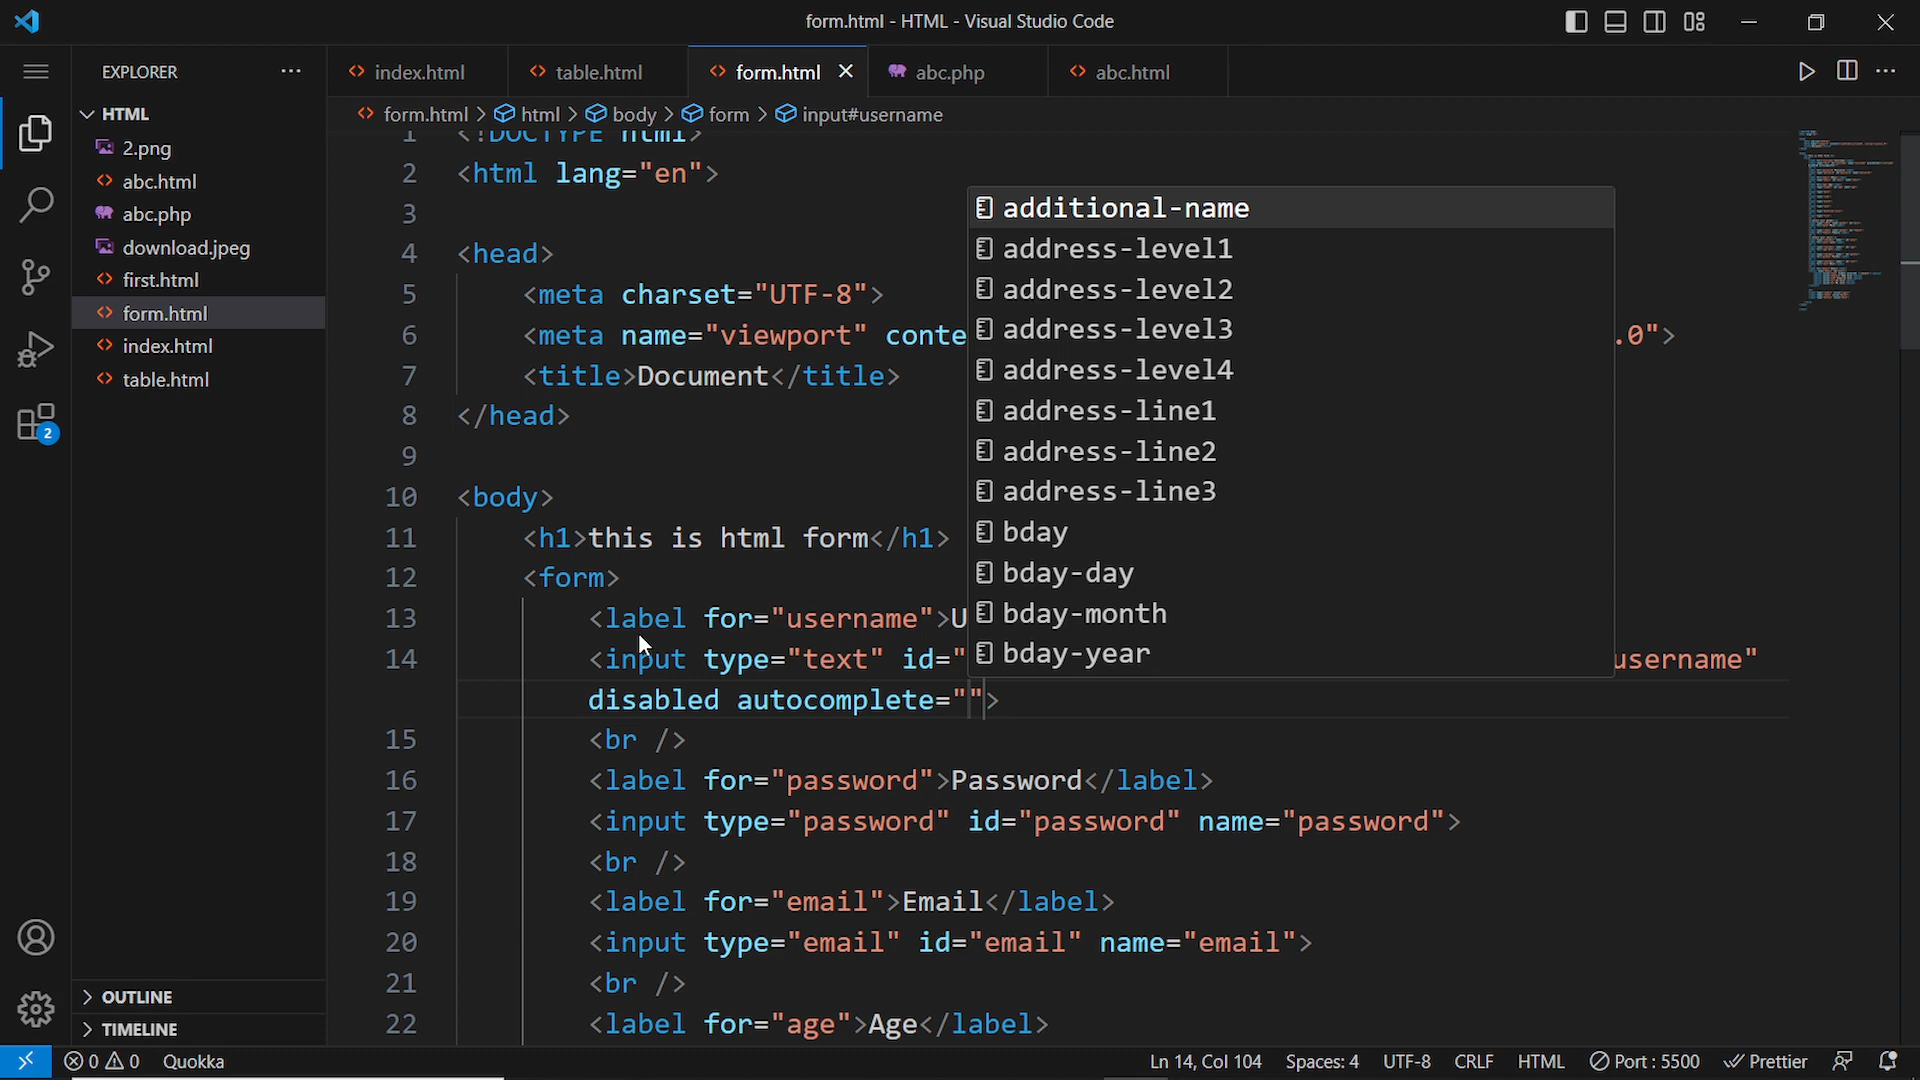 form.html - HTML - Visual Studio Code
EXPLORER
HTML
2.png
abc.html
abc.php
download.jpeg
first.html
form.html
index.html
table.html
OUTLINE
TIMELINE
2
index.html
table.html
form.html
abc.php
abc.html
form.html > html > body > form > input#username
1 <!DOCTYPE html>
2 <html lang="en">
3
4 <head>
5 <meta charset="UTF-8">
6 <meta name="viewport" conte .0">
7 <title>Document</title>
8 </head>
9
10 <body>
11 <h1>this is html form</h1>
12 <form>
13 <label for="username">U
14 <input type="text" id=" username"
disabled autocomplete="">
15 <br />
16 <label for="password">Password</label>
17 <input type="password" id="password" name="password">
18 <br />
19 <label for="email">Email</label>
20 <input type="email" id="email" name="email">
21 <br />
22 <label for="age">Age</label>
additional-name
address-level1
address-level2
address-level3
address-level4
address-line1
address-line2
address-line3
bday
bday-day
bday-month
bday-year
0 0 Quokka Ln 14, Col 104 Spaces: 4 UTF-8 CRLF HTML Port : 5500 Prettier